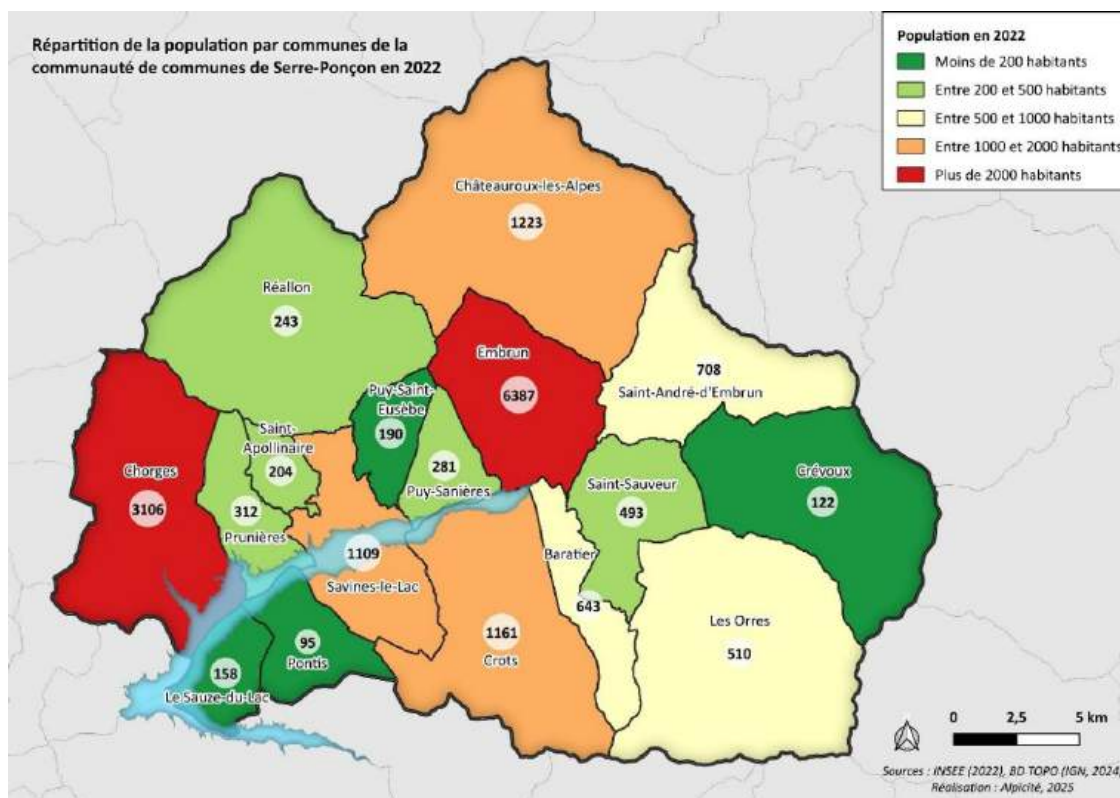 Répartition de la population par communes de la
communauté de communes de Serre-Ponçon en 2022
Population en 2022
Moins de 200 habitants
Entre 200 et 500 habitants
Entre 500 et 1000 habitants
Entre 1000 et 2000 habitants
Plus de 2000 habitants
Châteauroux-les-Alpes
1223
Réallon
243
Embrun
6387
708
Saint-André-d'Embrun
Puy-Saint-
Eusèbe
190
Saint-
Apollinaire
204
281
Puy-Sanières
Chorges
3106
312
Prunières
Saint-Sauveur
493
Crévoux
122
1109
Savines-le-Lac
Baratier
643
1161
Crots
Les Orres
510
95
Pontis
158
Le Sauze-du-Lac
0 2,5 5 km
Sources : INSEE (2022), BD TOPO (IGN, 2024)
Réalisation : Alpicité, 2025